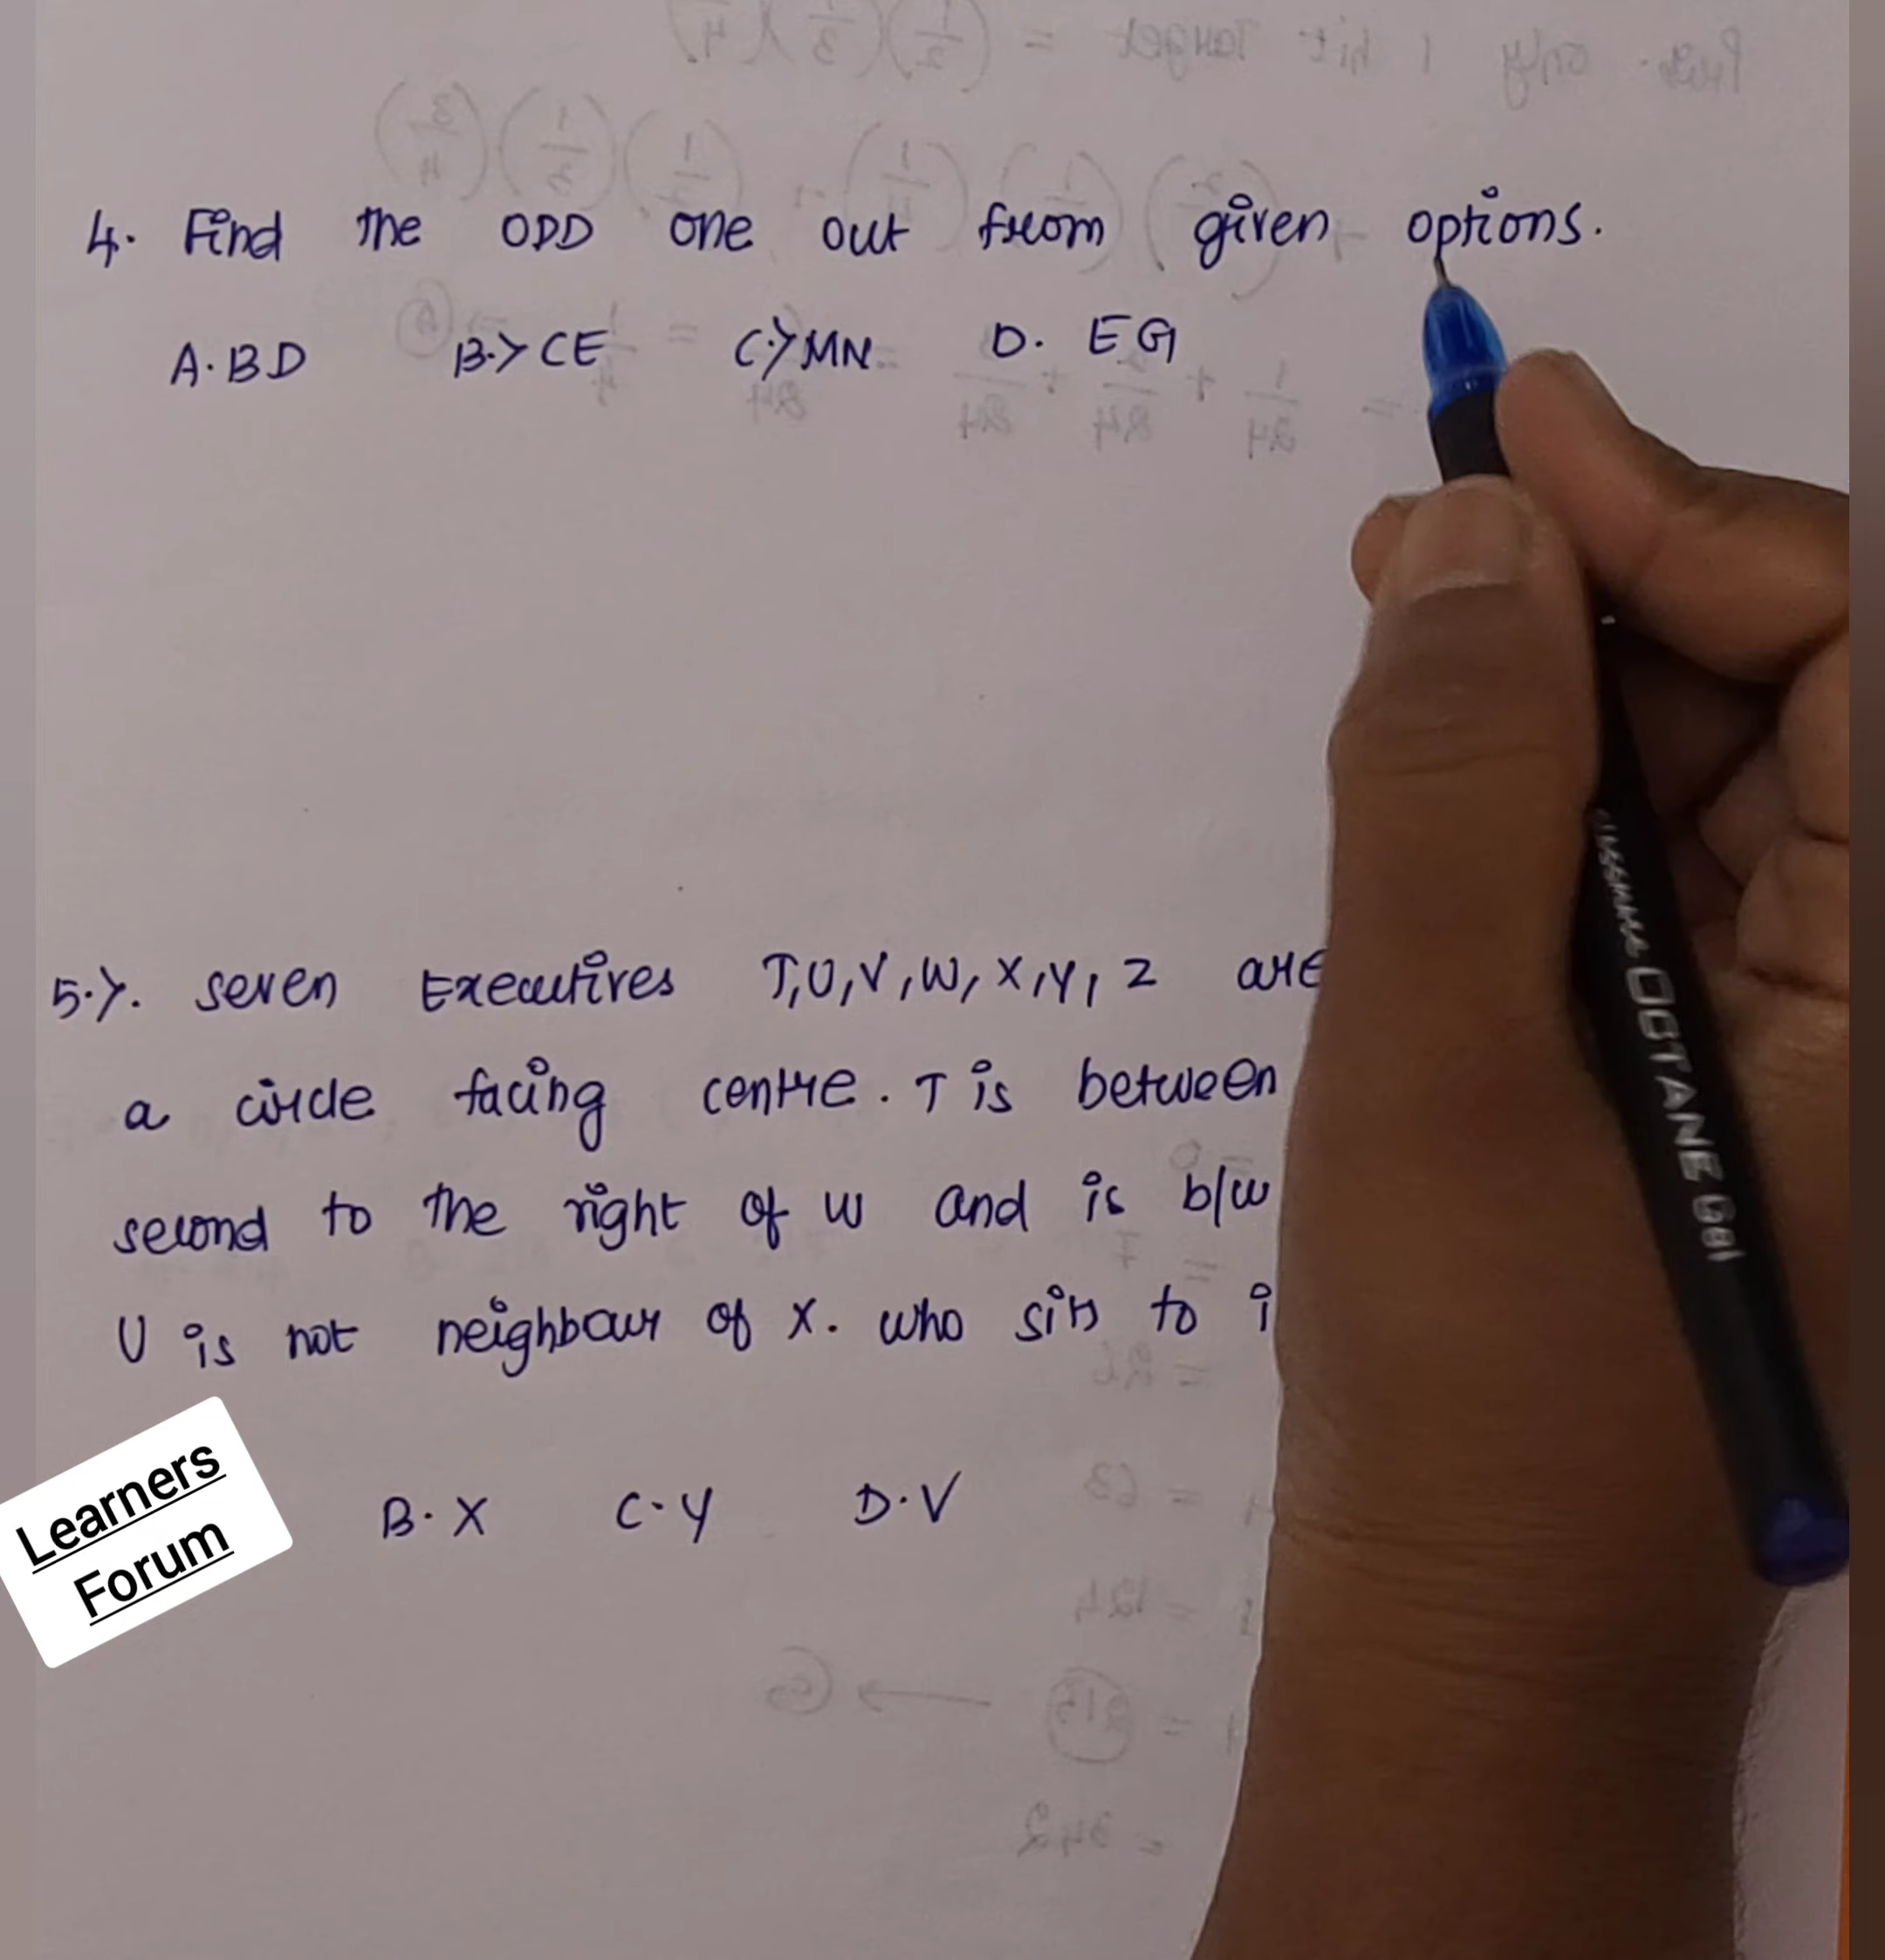 4. Find the ODD one out from given options.
A. BD B.> CE C.> MN D. EG
5.>. Seven Executives T, U, V, W, X, Y, Z are
a circle facing centre. T is between
second to the right of W and is b/w
U is not neighbour of X. who sits to
B. X C. Y D. V
Learners
Forum
OCTANE Gel